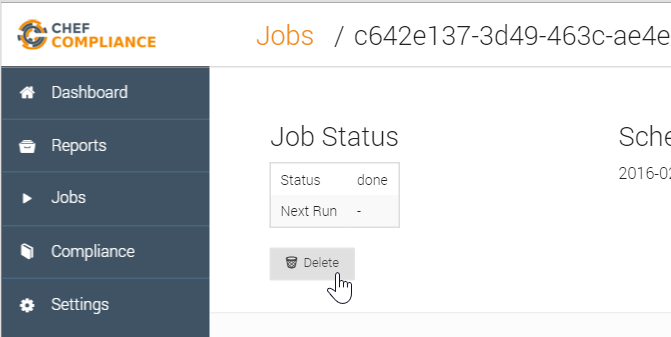 CHEF
COMPLIANCE
Jobs / c642e137-3d49-463c-ae4e
Dashboard
Reports
Jobs
Compliance
Settings
Job Status
Status done
Next Run -
Delete
Sche
2016-02